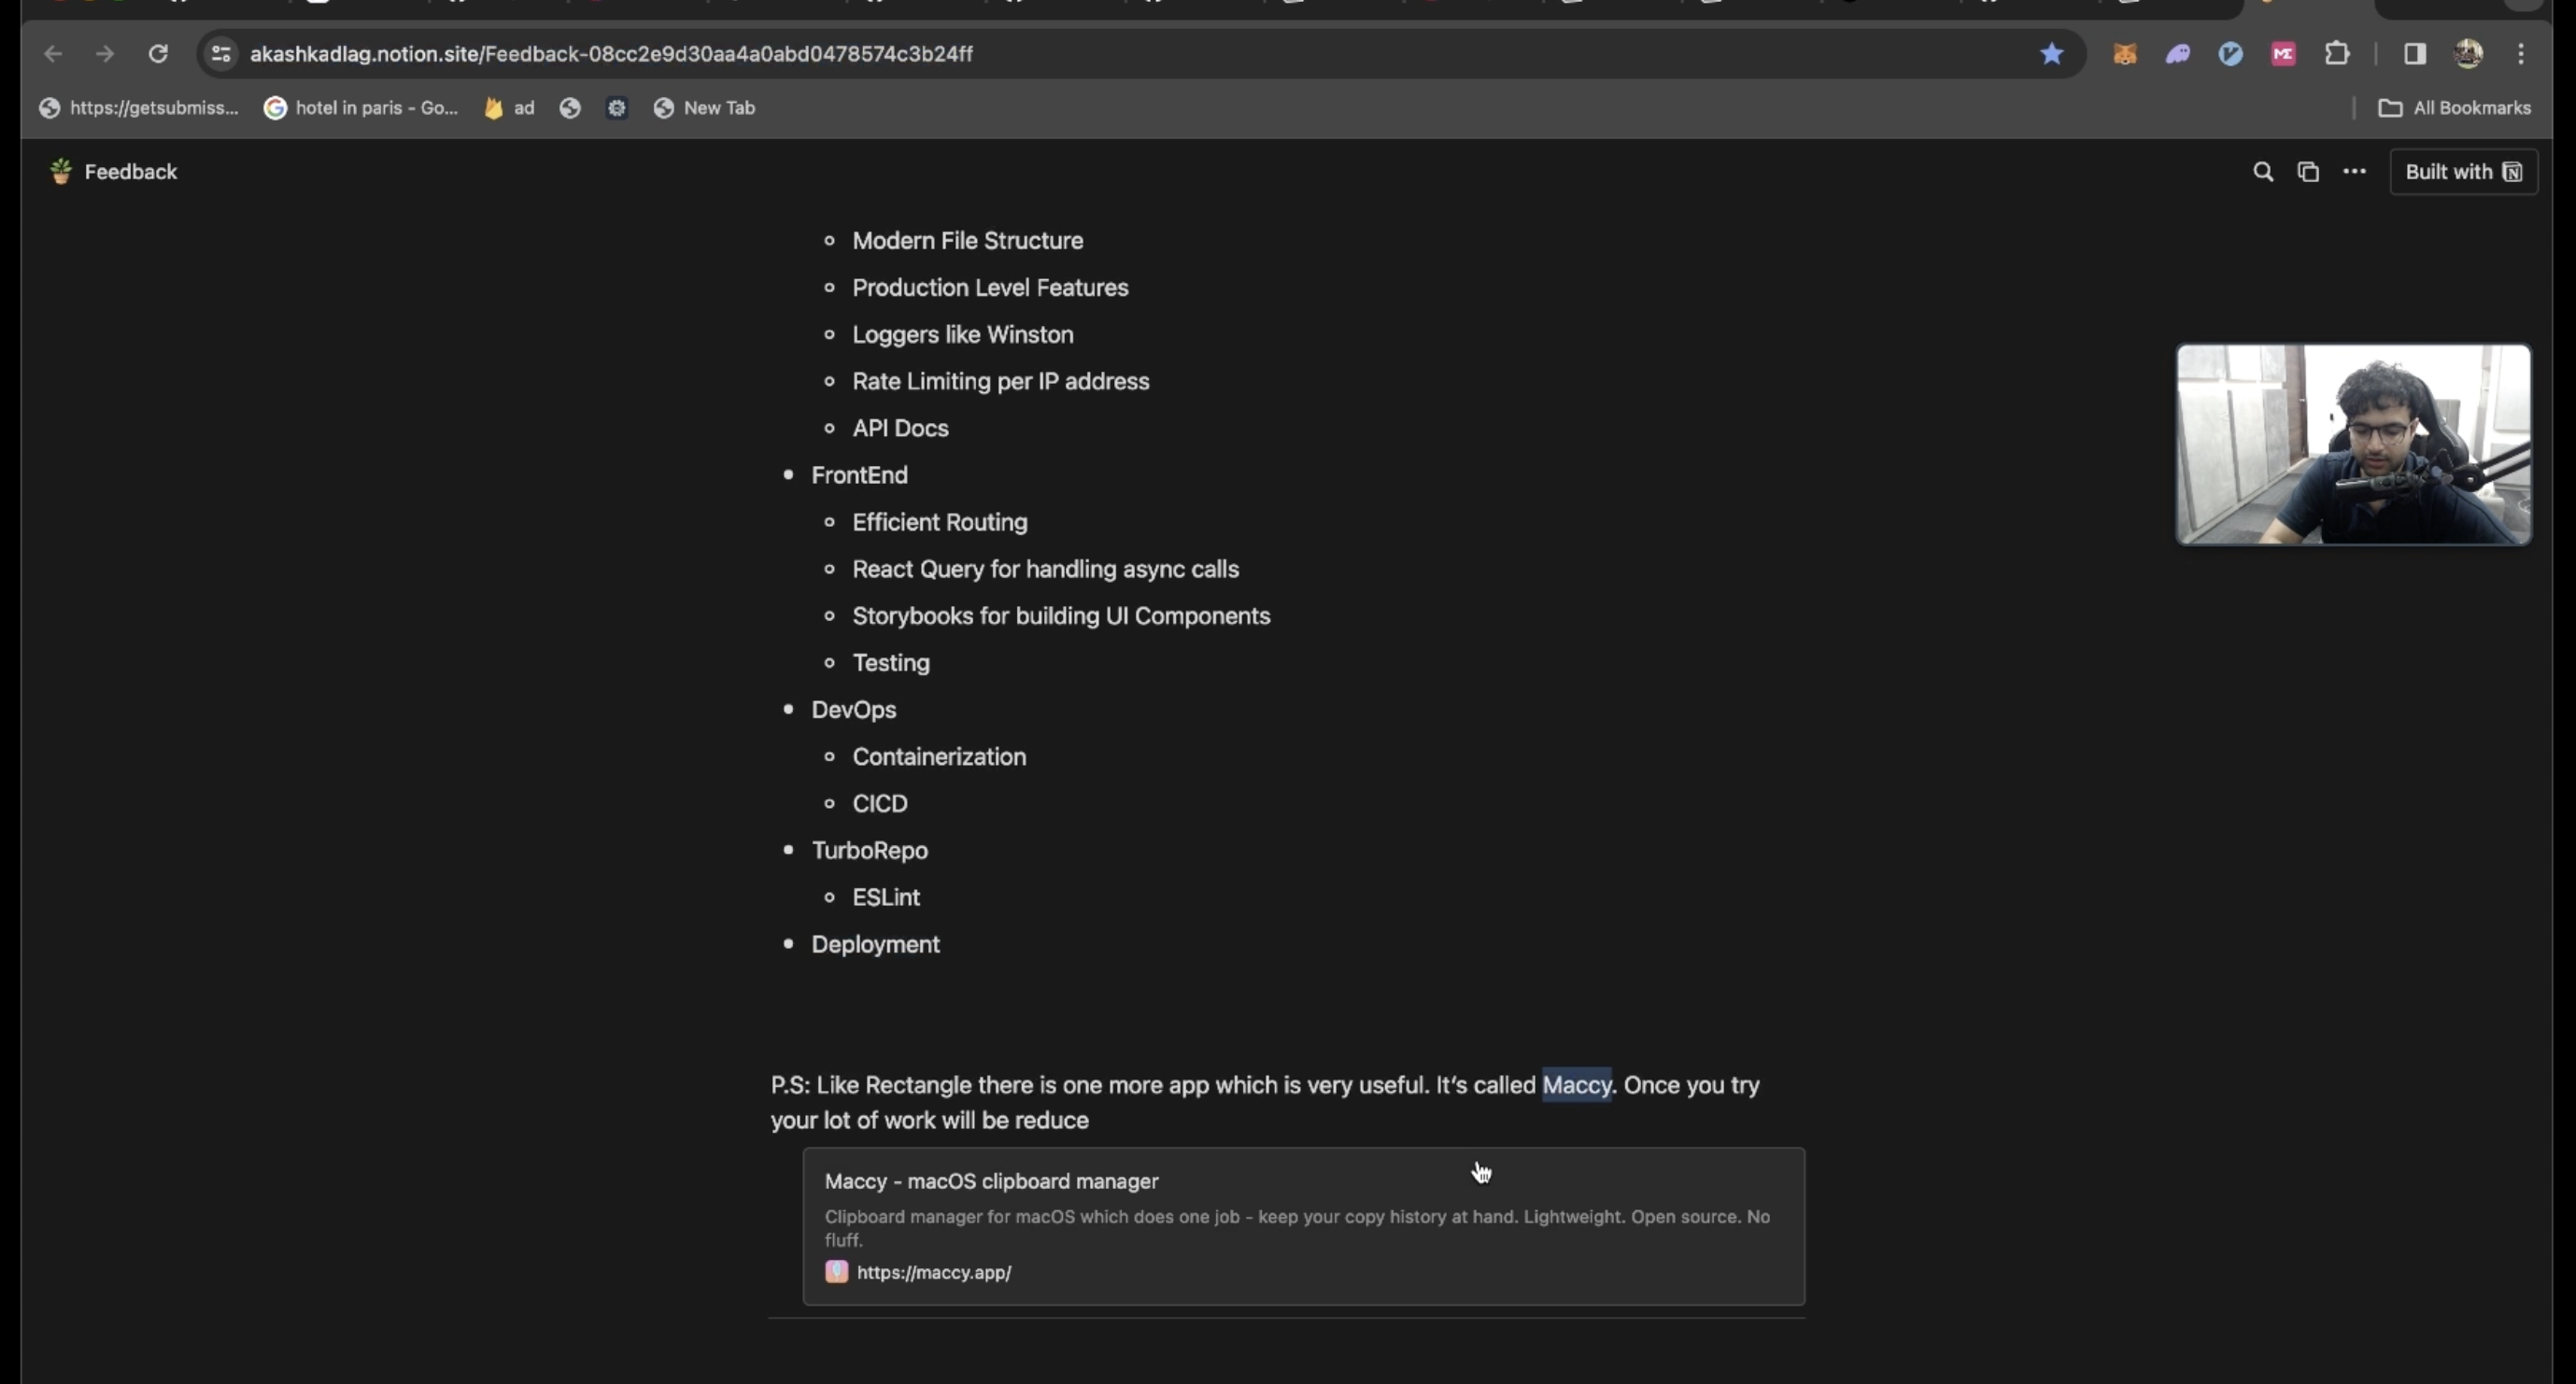 akashkadlag.notion.site/Feedback-08cc2e9d30aa4a0abd0478574c3b24ff
https://getsubmiss... hotel in paris - Go... ad New Tab All Bookmarks
Feedback Built with
Modern File Structure
Production Level Features
Loggers like Winston
Rate Limiting per IP address
API Docs
FrontEnd
Efficient Routing
React Query for handling async calls
Storybooks for building UI Components
Testing
DevOps
Containerization
CICD
TurboRepo
ESLint
Deployment
P.S: Like Rectangle there is one more app which is very useful. It's called Maccy. Once you try
your lot of work will be reduce
Maccy - macOS clipboard manager
Clipboard manager for macOS which does one job - keep your copy history at hand. Lightweight. Open source. No
fluff.
https://maccy.app/